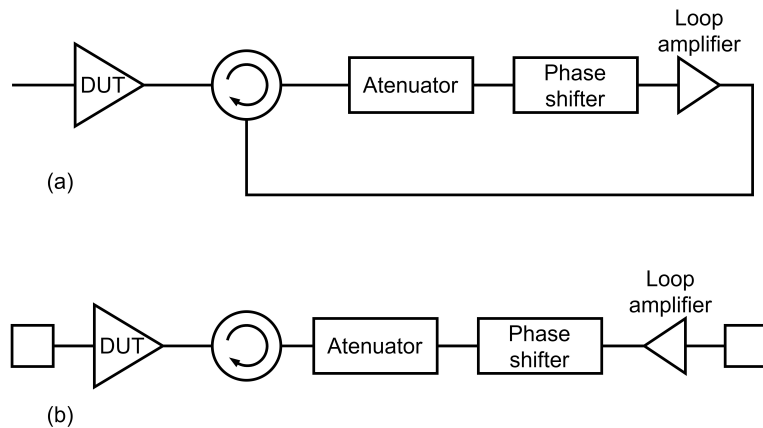 Loop
amplifier
DUT
Atenuator
Phase
shifter
(a)
Loop
amplifier
DUT
Atenuator
Phase
shifter
(b)